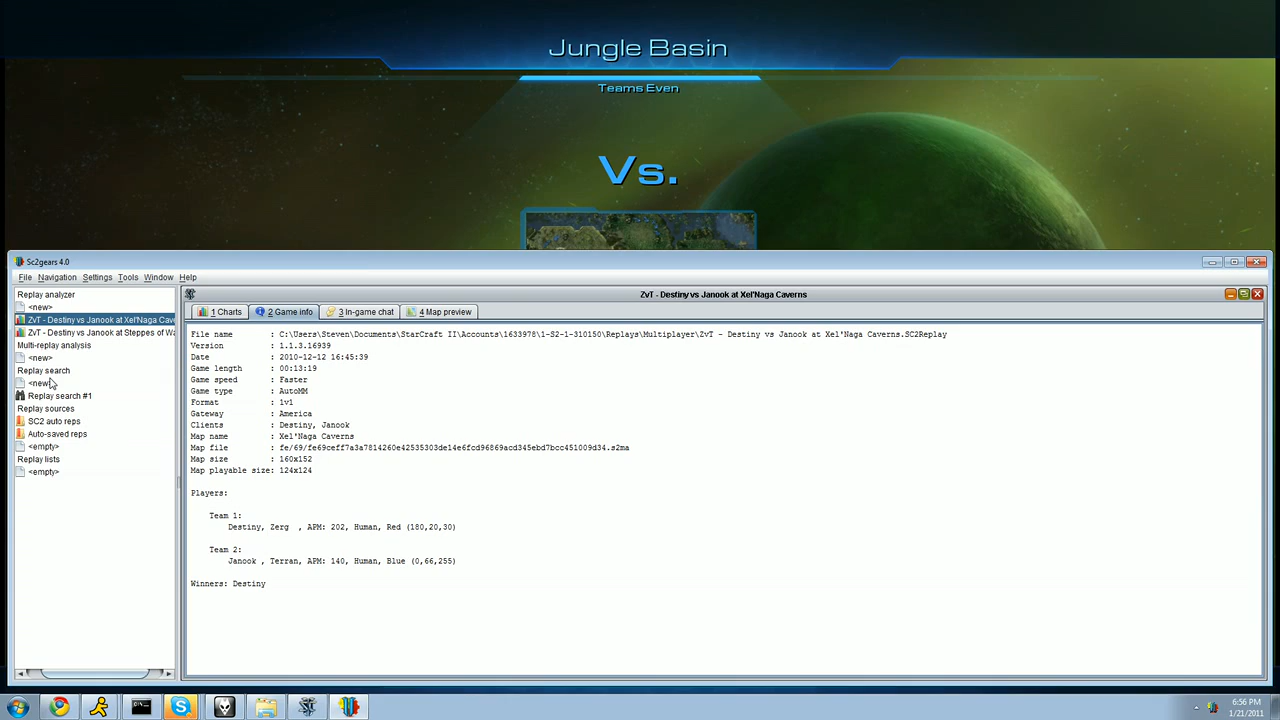 Jungle Basin
Teams Even
Vs.
Sc2gears 4.0
File Navigation Settings Tools Window Help
Replay analyzer
<new>
ZvT - Destiny vs Janook at Xel'Naga Cave
ZvT - Destiny vs Janook at Steppes of Wa
Multi-replay analysis
<new>
Replay search
<new>
Replay search #1
Replay sources
SC2 auto reps
Auto-saved reps
<empty>
Replay lists
<empty>
ZvT - Destiny vs Janook at Xel'Naga Caverns
1 Charts 2 Game info 3 In-game chat 4 Map preview
File name : C:\Users\Steven\Documents\StarCraft II\Accounts\1633978\1-S2-1-310150\Replays\Multiplayer\ZvT - Destiny vs Janook at Xel'Naga Caverns.SC2Replay
Version : 1.1.3.16939
Date : 2010-12-12 16:45:39
Game length : 00:13:19
Game speed : Faster
Game type : AutoMM
Format : 1v1
Gateway : America
Clients : Destiny, Janook
Map name : Xel'Naga Caverns
Map file : fe/69/fe69ceff7a3a7814260e42535303de14e6fcd96869acd345ebd7bcc451009d34.s2ma
Map size : 160x152
Map playable size: 124x124
Players:
Team 1:
Destiny, Zerg , APM: 202, Human, Red (180,20,30)
Team 2:
Janook , Terran, APM: 140, Human, Blue (0,66,255)
Winners: Destiny
6:56 PM
1/21/2011